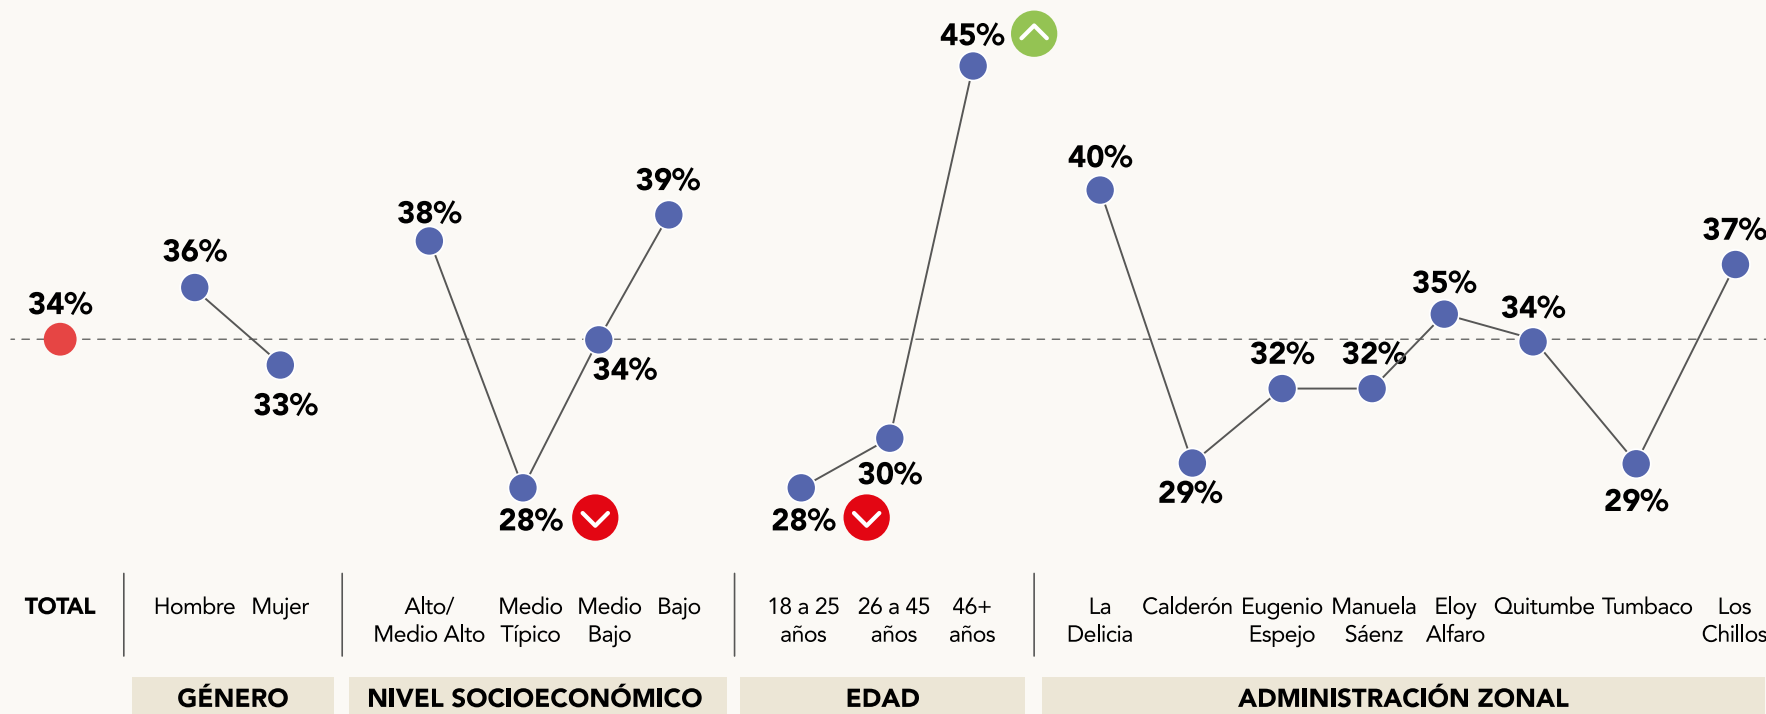 45%
40%
39%
38%
37%
36%
35%
34%
34%
32%
32%
34%
33%
30%
29%
29%
28%
28%
TOTAL
Hombre
Mujer
Alto/
Medio Alto
Medio
Típico
Medio
Bajo
Bajo
18 a 25
años
26 a 45
años
46+
años
La
Delicia
Calderón
Eugenio
Espejo
Manuela
Sáenz
Eloy
Alfaro
Quitumbe
Tumbaco
Los
Chillos
GÉNERO
NIVEL SOCIOECONÓMICO
EDAD
ADMINISTRACIÓN ZONAL